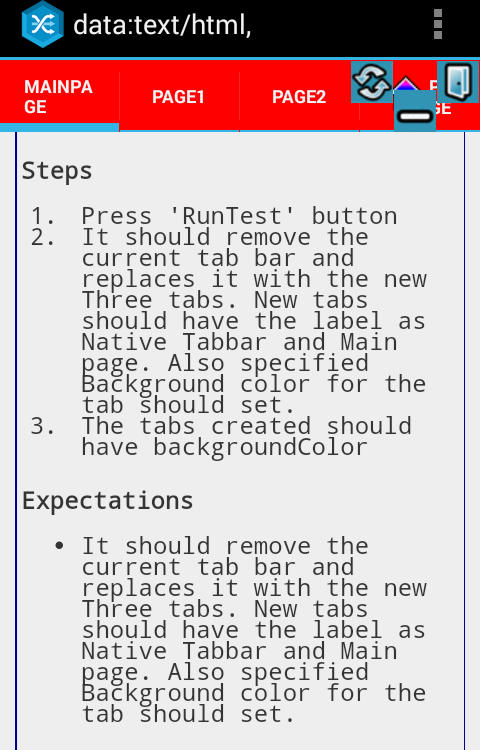 data:text/html,
MAINPA
GE
PAGE1
PAGE2
GE
Steps
1. Press 'RunTest' button
2. It should remove the
current tab bar and
replaces it with the new
Three tabs. New tabs
should have the label as
Native Tabbar and Main
page. Also specified
Background color for the
tab should set.
3. The tabs created should
have backgroundColor
Expectations
• It should remove the
current tab bar and
replaces it with the new
Three tabs. New tabs
should have the label as
Native Tabbar and Main
page. Also specified
Background color for the
tab should set.